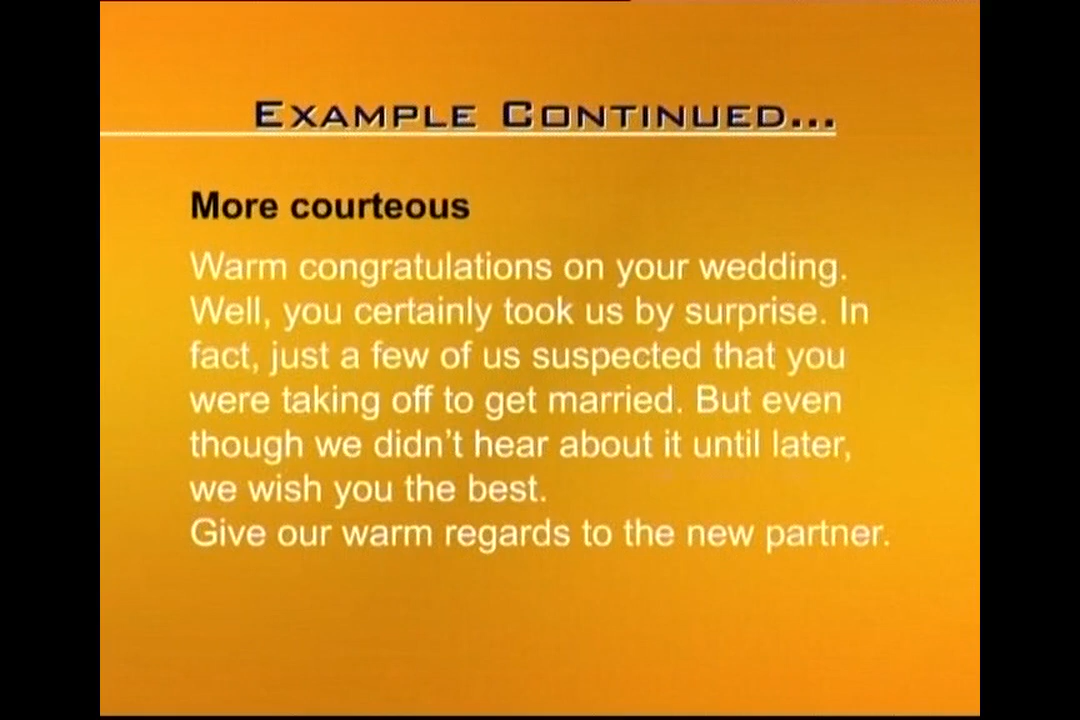 EXAMPLE CONTINUED...
More courteous
Warm congratulations on your wedding.
Well, you certainly took us by surprise. In
fact, just a few of us suspected that you
were taking off to get married. But even
though we didn't hear about it until later,
we wish you the best.
Give our warm regards to the new partner.